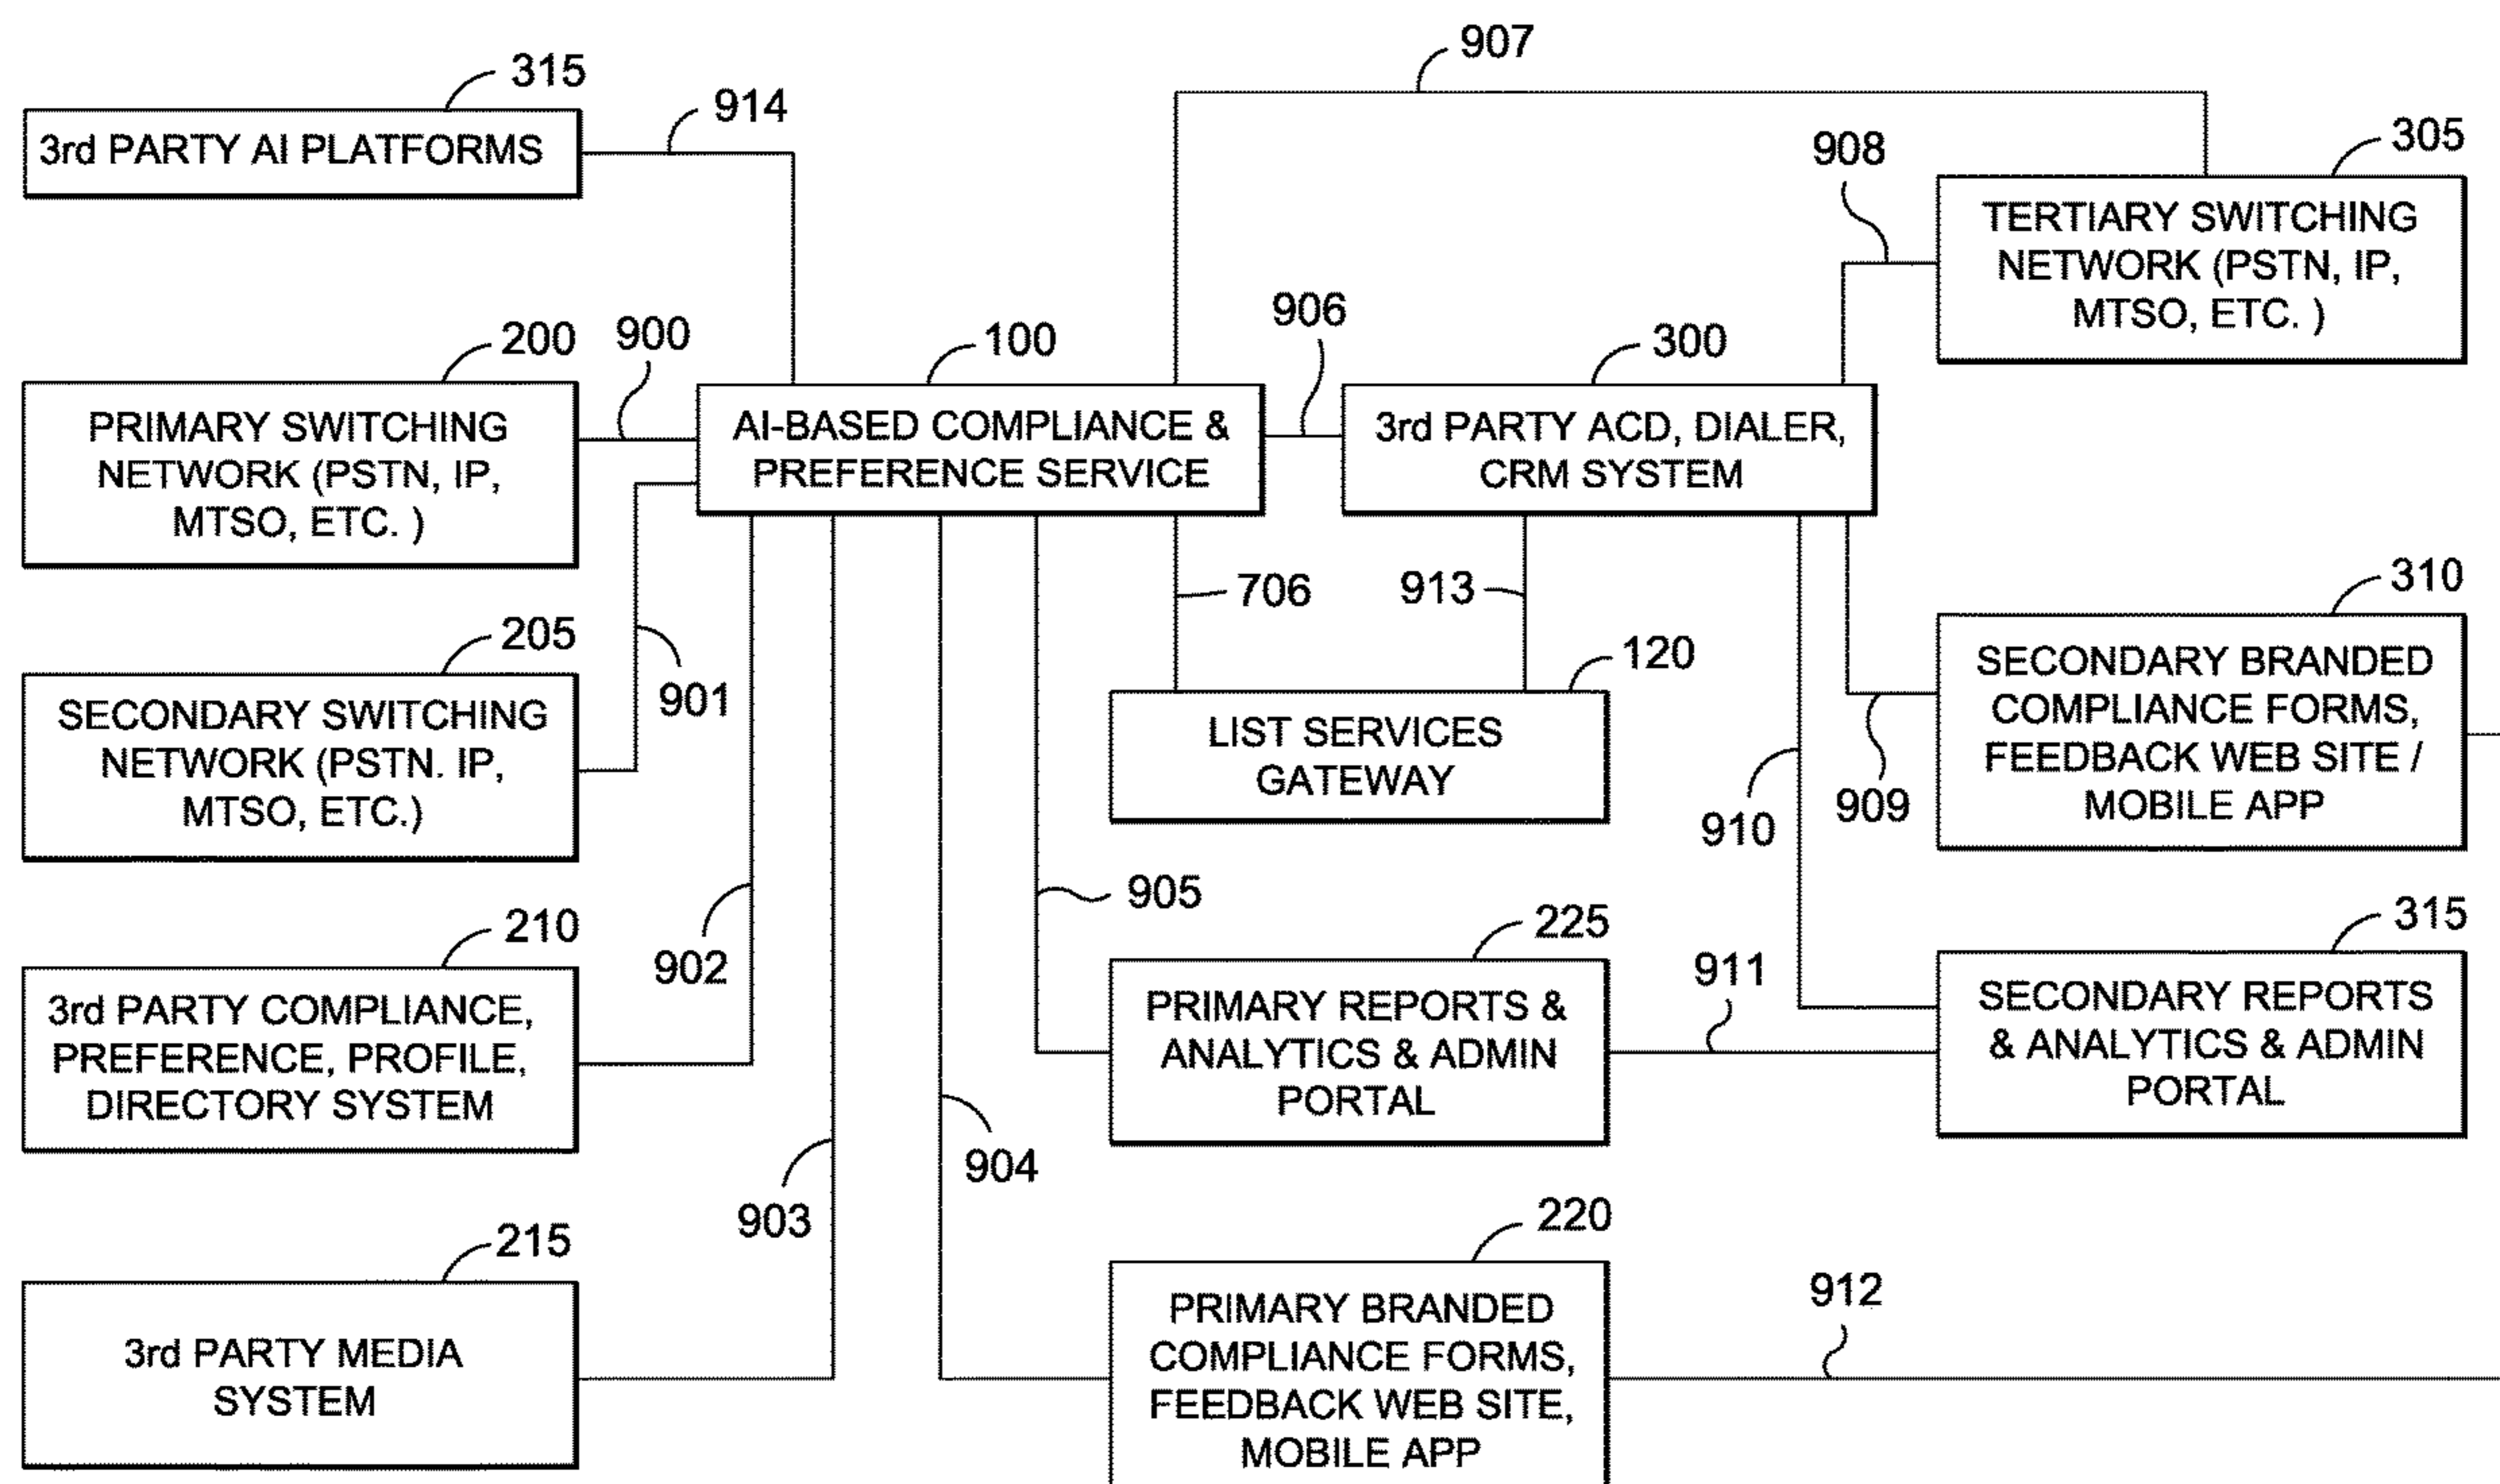 907
315
914
3rd PARTY AI PLATFORMS
908
305
TERTIARY SWITCHING
NETWORK (PSTN, IP,
MTSO, ETC. )
906
200
900
100
300
PRIMARY SWITCHING
NETWORK (PSTN, IP,
MTSO, ETC. )
AI-BASED COMPLIANCE &
PREFERENCE SERVICE
3rd PARTY ACD, DIALER,
CRM SYSTEM
706
913
310
205
901
120
SECONDARY SWITCHING
NETWORK (PSTN. IP,
MTSO, ETC.)
LIST SERVICES
GATEWAY
910
909
SECONDARY BRANDED
COMPLIANCE FORMS,
FEEDBACK WEB SITE /
MOBILE APP
905
210
902
225
911
315
3rd PARTY COMPLIANCE,
PREFERENCE, PROFILE,
DIRECTORY SYSTEM
PRIMARY REPORTS &
ANALYTICS & ADMIN
PORTAL
SECONDARY REPORTS
& ANALYTICS & ADMIN
PORTAL
904
903
215
220
912
3rd PARTY MEDIA
SYSTEM
PRIMARY BRANDED
COMPLIANCE FORMS,
FEEDBACK WEB SITE,
MOBILE APP